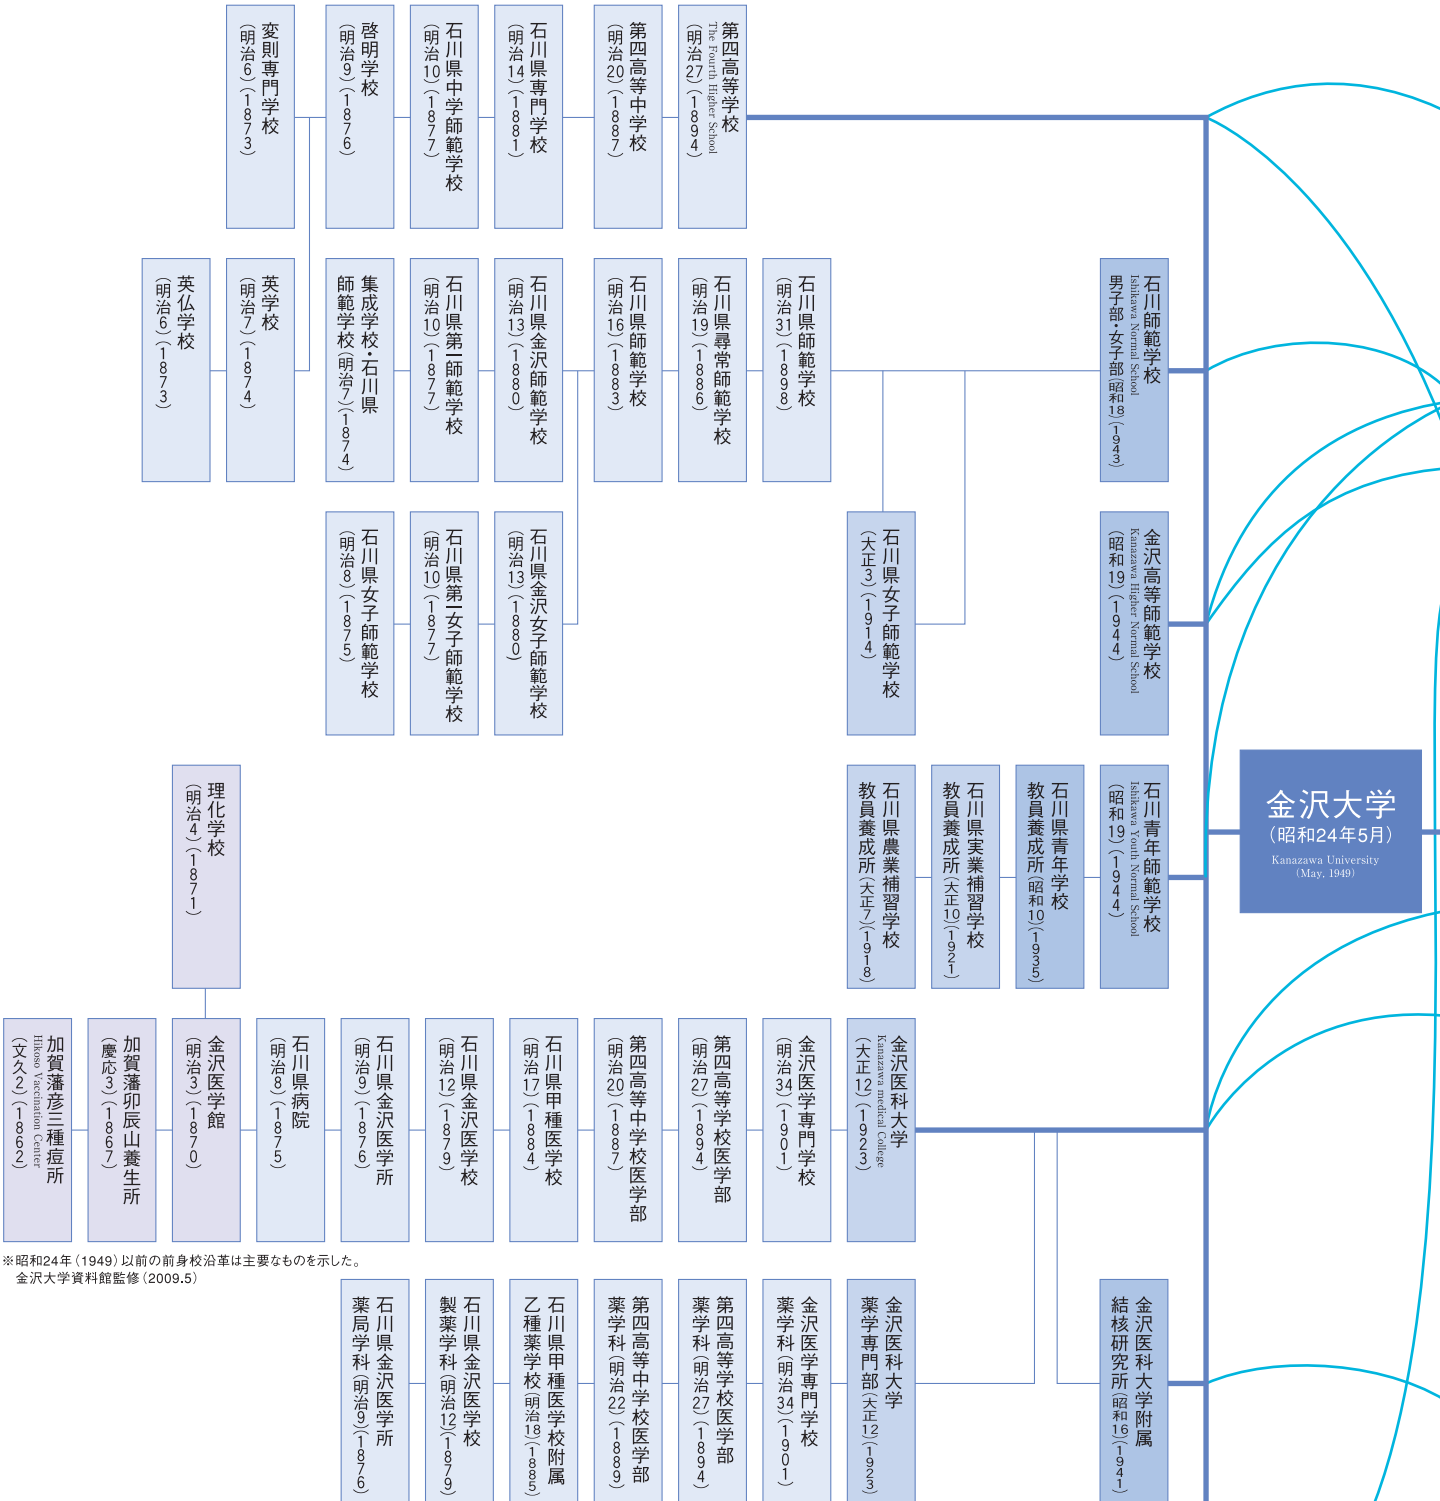 変則専門学校
（明治6）（1873）
啓明学校
（明治9）（1876）
石川県中学師範学校
（明治10）（1877）
石川県専門学校
（明治14）（1881）
第四高等中学校
（明治20）（1887）
第四高等学校
The Fourth Higher School
（明治27）（1894）
英仏学校
（明治6）（1873）
英学校
（明治7）（1874）
集成学校・石川県
師範学校（明治7）（1874）
石川県第一師範学校
（明治10）（1877）
石川県金沢師範学校
（明治13）（1880）
石川県師範学校
（明治16）（1883）
石川県尋常師範学校
（明治19）（1886）
石川県師範学校
（明治31）（1898）
石川師範学校
Ishikawa Normal School
男子部・女子部（昭和18）（1943）
石川県女子師範学校
（明治8）（1875）
石川県第一女子師範学校
（明治10）（1877）
石川県金沢女子師範学校
（明治13）（1880）
石川県女子師範学校
（大正3）（1914）
金沢高等師範学校
Kanazawa Higher Normal School
（昭和19）（1944）
理化学校
（明治4）（1871）
石川県農業補習学校
教員養成所（大正7）（1918）
石川県実業補習学校
教員養成所（大正10）（1921）
石川県青年学校
教員養成所（昭和10）（1935）
石川青年師範学校
Ishikawa Youth Normal School
（昭和19）（1944）
金沢大学
（昭和24年5月）
Kanazawa University
(May, 1949)
加賀藩彦三種痘所
Hikoso Vaccination Center
（文久2）（1862）
加賀藩卯辰山養生所
（慶応3）（1867）
金沢医学館
（明治3）（1870）
石川県病院
（明治8）（1875）
石川県金沢医学所
（明治9）（1876）
石川県金沢医学校
（明治12）（1879）
石川県甲種医学校
（明治17）（1884）
第四高等中学校医学部
（明治20）（1887）
第四高等学校医学部
（明治27）（1894）
金沢医学専門学校
（明治34）（1901）
金沢医科大学
Kanazawa medical College
（大正12）（1923）
※昭和24年（1949）以前の前身校沿革は主要なものを示した。
金沢大学資料館監修（2009.5）
石川県金沢医学所
薬局学科（明治9）（1876）
石川県金沢医学校
製薬学科（明治12）（1879）
石川県甲種医学校附属
乙種薬学校（明治18）（1885）
第四高等中学校医学部
薬学科（明治22）（1889）
第四高等学校医学部
薬学科（明治27）（1894）
金沢医学専門学校
薬学科（明治34）（1901）
金沢医科大学
薬学専門部（大正12）（1923）
金沢医科大学附属
結核研究所（昭和16）（1941）